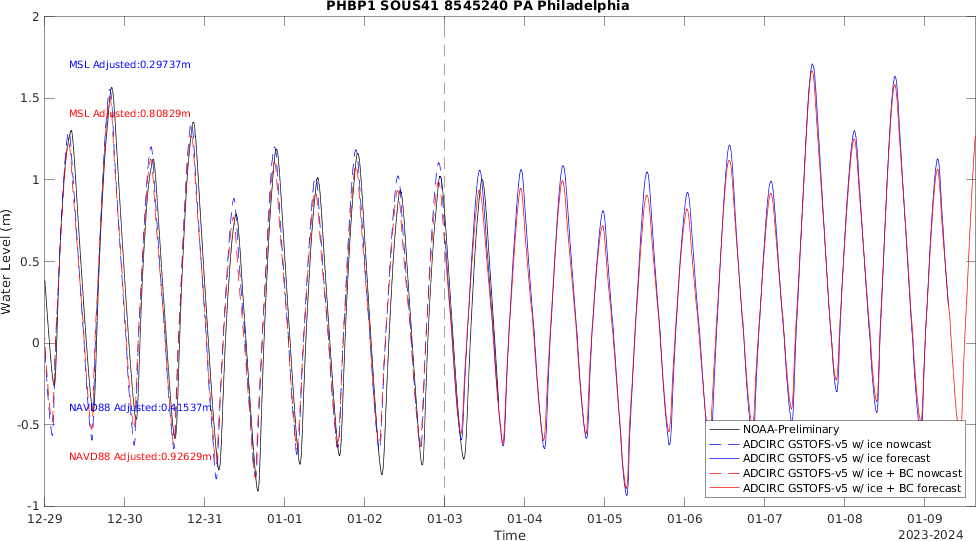 PHBP1 SOUS41 8545240 PA Philadelphia
2
1.5
1
0.5
0
-0.5
-1
Water Level (m)
MSL Adjusted:0.29737m
MSL Adjusted:0.80829m
NAVD88 Adjusted:0.41537m
NAVD88 Adjusted:0.92629m
NOAA-Preliminary
ADCIRC GSTOFS-v5 w/ ice nowcast
ADCIRC GSTOFS-v5 w/ ice forecast
ADCIRC GSTOFS-v5 w/ ice + BC nowcast
ADCIRC GSTOFS-v5 w/ ice + BC forecast
12-29 12-30 12-31 01-01 01-02 01-03 01-04 01-05 01-06 01-07 01-08 01-09
Time
2023-2024